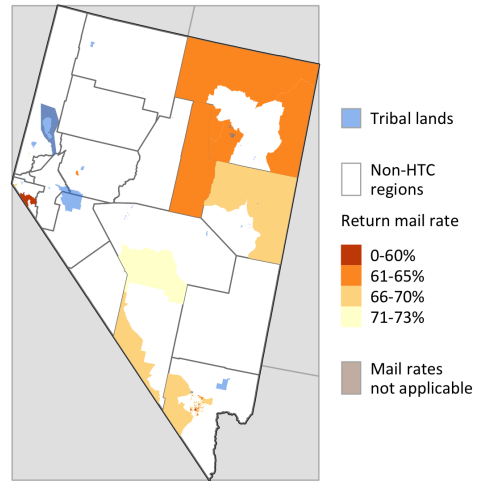 Tribal lands
Non-HTC
regions
Return mail rate
0-60%
61-65%
66-70%
71-73%
Mail rates
not applicable